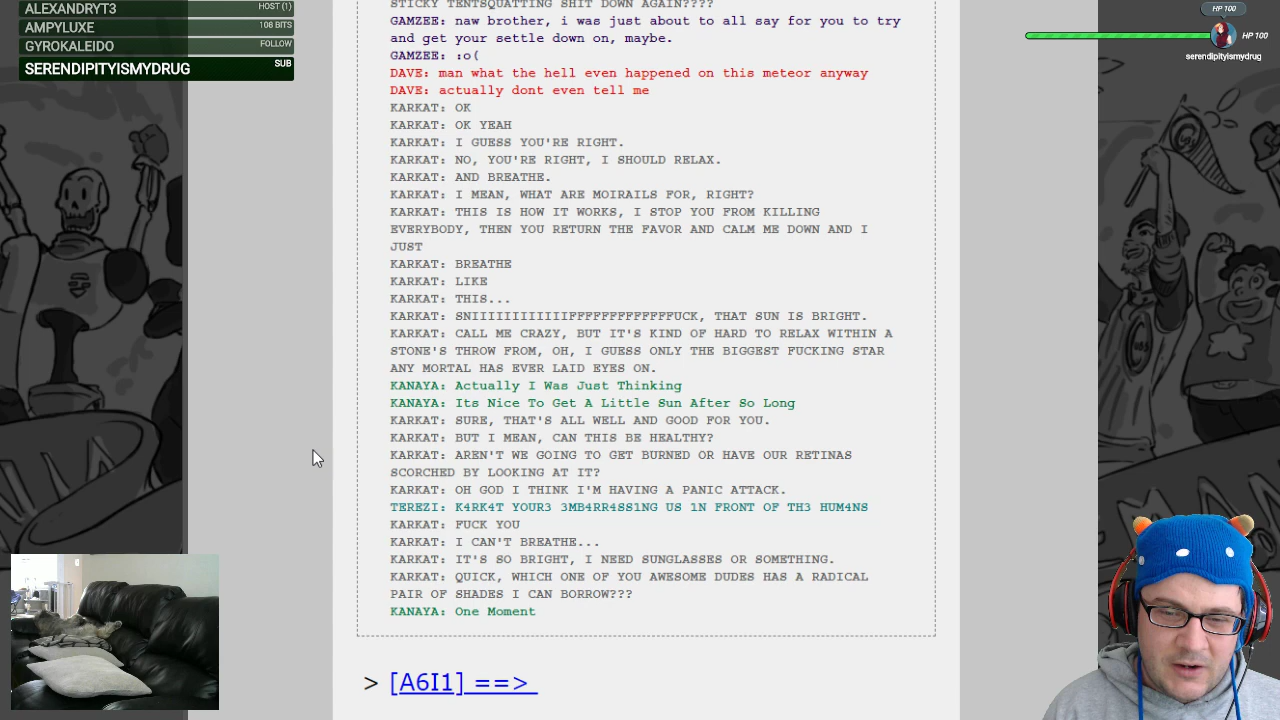 ALEXANDRYT3 HOST (1)
AMPYLUXE 108 BITS
GYROKALEIDO FOLLOW
SERENDIPITYISMYDRUG SUB
HP 100
HP 100
serendipityismydrug
STICKY TENTSQUATTING SHIT DOWN AGAIN????
GAMZEE: naw brother, i was just about to all say for you to try
and get your settle down on, maybe.
GAMZEE: :o(
DAVE: man what the hell even happened on this meteor anyway
DAVE: actually dont even tell me
KARKAT: OK
KARKAT: OK YEAH
KARKAT: I GUESS YOU'RE RIGHT.
KARKAT: NO, YOU'RE RIGHT, I SHOULD RELAX.
KARKAT: AND BREATHE.
KARKAT: I MEAN, WHAT ARE MOIRAILS FOR, RIGHT?
KARKAT: THIS IS HOW IT WORKS, I STOP YOU FROM KILLING
EVERYBODY, THEN YOU RETURN THE FAVOR AND CALM ME DOWN AND I
JUST
KARKAT: BREATHE
KARKAT: LIKE
KARKAT: THIS...
KARKAT: SNIIIIIIIIIIIIFFFFFFFFFFFFFUCK, THAT SUN IS BRIGHT.
KARKAT: CALL ME CRAZY, BUT IT'S KIND OF HARD TO RELAX WITHIN A
STONE'S THROW FROM, OH, I GUESS ONLY THE BIGGEST FUCKING STAR
ANY MORTAL HAS EVER LAID EYES ON.
KANAYA: Actually I Was Just Thinking
KANAYA: Its Nice To Get A Little Sun After So Long
KARKAT: SURE, THAT'S ALL WELL AND GOOD FOR YOU.
KARKAT: BUT I MEAN, CAN THIS BE HEALTHY?
KARKAT: AREN'T WE GOING TO GET BURNED OR HAVE OUR RETINAS
SCORCHED BY LOOKING AT IT?
KARKAT: OH GOD I THINK I'M HAVING A PANIC ATTACK.
TEREZI: K4RK4T YOUR3 3MB4RR4SS1NG US 1N FRONT OF TH3 HUM4NS
KARKAT: FUCK YOU
KARKAT: I CAN'T BREATHE...
KARKAT: IT'S SO BRIGHT, I NEED SUNGLASSES OR SOMETHING.
KARKAT: QUICK, WHICH ONE OF YOU AWESOME DUDES HAS A RADICAL
PAIR OF SHADES I CAN BORROW???
KANAYA: One Moment
> [A6I1] ==>